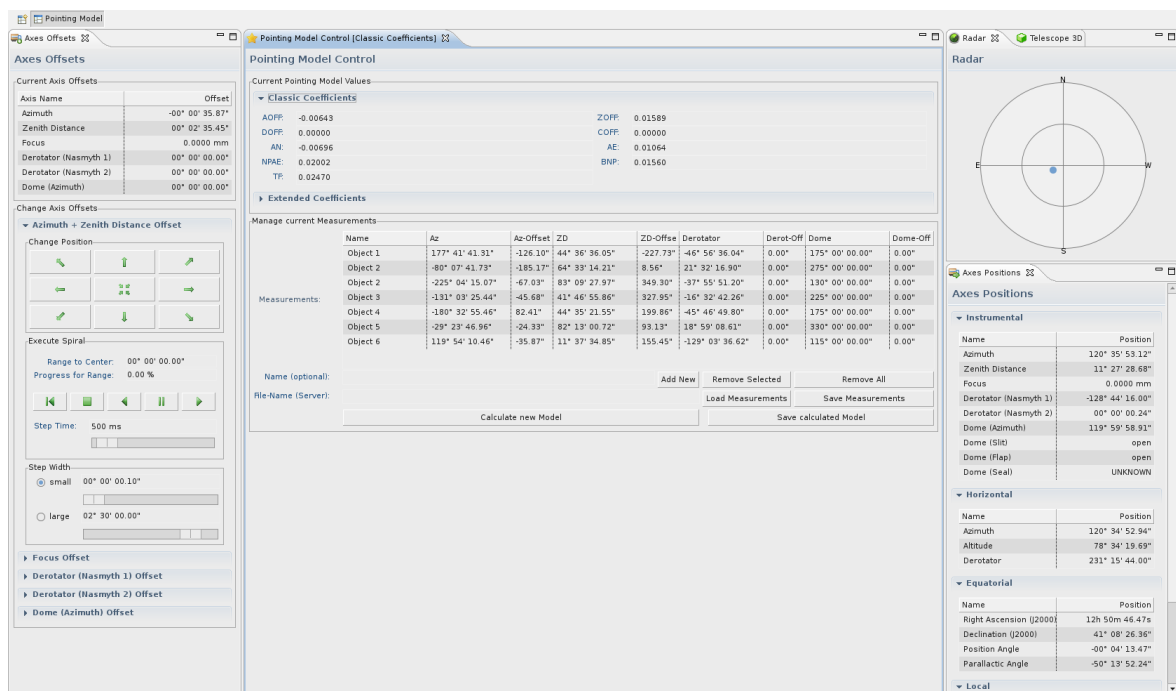 Pointing Model
Axes Offsets
Axes Offsets
Current Axis Offsets
Axis Name Offset
Azimuth -00° 00' 35.87"
Zenith Distance 00° 02' 35.45"
Focus 0.0000 mm
Derotator (Nasmyth 1) 00° 00' 00.00"
Derotator (Nasmyth 2) 00° 00' 00.00"
Dome (Azimuth) 00° 00' 00.00"
Change Axis Offsets
Azimuth + Zenith Distance Offset
Change Position
Execute Spiral
Range to Center: 00° 00' 00.00"
Progress for Range: 0.00 %
Step Time: 500 ms
Step Width
small 00° 00' 00.10"
large 02° 30' 00.00"
Focus Offset
Derotator (Nasmyth 1) Offset
Derotator (Nasmyth 2) Offset
Dome (Azimuth) Offset
Pointing Model Control [Classic Coefficients]
Pointing Model Control
Current Pointing Model Values
Classic Coefficients
AOFF: -0.00643 ZOFF: 0.01589
DOFF: 0.00000 COFF: 0.00000
AN: -0.00696 AE: 0.01064
NPAE: 0.02002 BNP: 0.01560
TF: 0.02470
Extended Coefficients
Manage current Measurements
Measurements:
Name Az Az-Offset ZD ZD-Offse Derotator Derot-Off Dome Dome-Off
Object 1 177° 41' 41.31" -126.10" 44° 36' 36.05" -227.73" -46° 56' 36.04" 0.00" 175° 00' 00.00" 0.00"
Object 2 -80° 07' 41.73" -185.17" 64° 33' 14.21" 8.56" 21° 32' 16.90" 0.00" 275° 00' 00.00" 0.00"
Object 2 -225° 04' 15.07" -67.03" 83° 09' 27.97" 349.30" -37° 55' 51.20" 0.00" 130° 00' 00.00" 0.00"
Object 3 -131° 03' 25.44" -45.68" 41° 46' 55.86" 327.95" -16° 32' 42.26" 0.00" 225° 00' 00.00" 0.00"
Object 4 -180° 32' 55.46" 82.41" 44° 35' 21.55" 199.86" -45° 46' 49.80" 0.00" 175° 00' 00.00" 0.00"
Object 5 -29° 23' 46.96" -24.33" 82° 13' 00.72" 93.13" 18° 59' 08.61" 0.00" 330° 00' 00.00" 0.00"
Object 6 119° 54' 10.46" -35.87" 11° 37' 34.85" 155.45" -129° 03' 36.62" 0.00" 115° 00' 00.00" 0.00"
Name (optional): Add New Remove Selected Remove All
File-Name (Server): Load Measurements Save Measurements
Calculate new Model Save calculated Model
Radar Telescope 3D
Radar
N
E W
S
Axes Positions
Axes Positions
Instrumental
Name Position
Azimuth 120° 35' 53.12"
Zenith Distance 11° 27' 28.68"
Focus 0.0000 mm
Derotator (Nasmyth 1) -128° 44' 16.00"
Derotator (Nasmyth 2) 00° 00' 00.24"
Dome (Azimuth) 119° 59' 58.91"
Dome (Slit) open
Dome (Flap) open
Dome (Seal) UNKNOWN
Horizontal
Name Position
Azimuth 120° 34' 52.94"
Altitude 78° 34' 19.69"
Derotator 231° 15' 44.00"
Equatorial
Name Position
Right Ascension (J2000) 12h 50m 46.47s
Declination (J2000) 41° 08' 26.36"
Position Angle -00° 04' 13.47"
Parallactic Angle -50° 13' 52.24"
Local